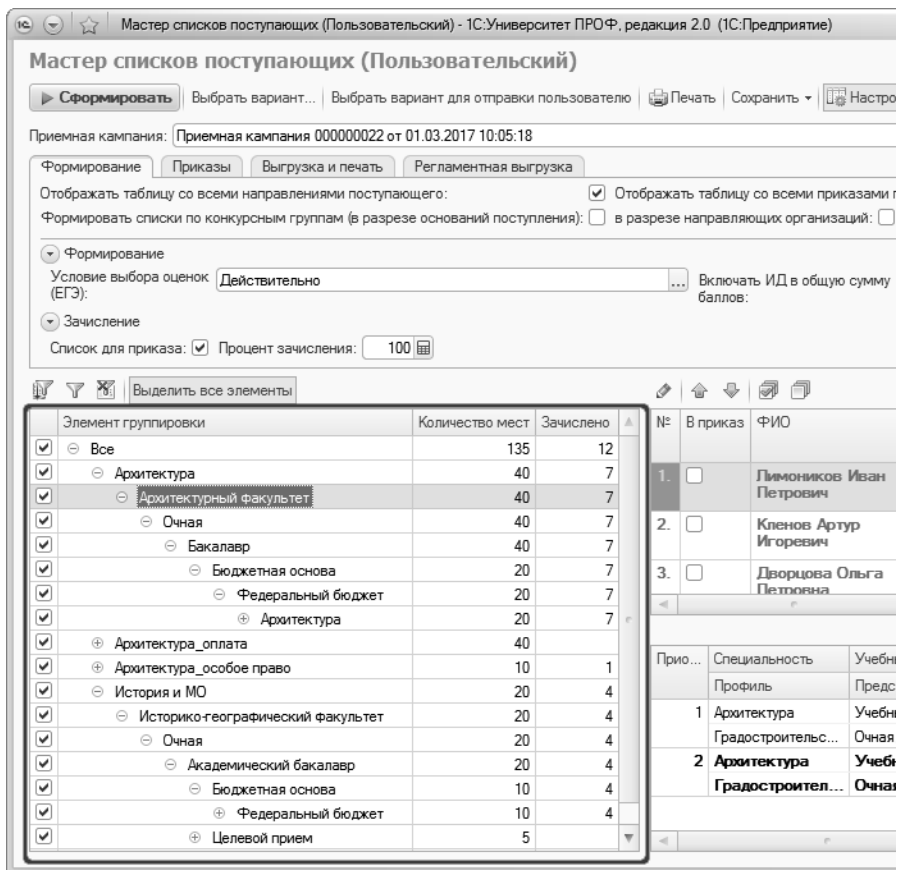 Мастер списков поступающих (Пользовательский) - 1С:Университет ПРОФ, редакция 2.0 (1С:Предприятие)
Мастер списков поступающих (Пользовательский)
Сформировать Выбрать вариант... Выбрать вариант для отправки пользователю Печать Сохранить Настро
Приемная кампания: Приемная кампания 000000022 от 01.03.2017 10:05:18
Формирование Приказы Выгрузка и печать Регламентная выгрузка
Отображать таблицу со всеми направлениями поступающего: Отображать таблицу со всеми приказами п
Формировать списки по конкурсным группам (в разрезе оснований поступления): в разрезе направляющих организаций:
Формирование
Условие выбора оценок (ЕГЭ): Действительно ... Включать ИД в общую сумму баллов:
Зачисление
Список для приказа: Процент зачисления: 100
Выделить все элементы
Элемент группировки Количество мест Зачислено
Все 135 12
Архитектура 40 7
Архитектурный факультет 40 7
Очная 40 7
Бакалавр 40 7
Бюджетная основа 20 7
Федеральный бюджет 20 7
Архитектура 20 7
Архитектура_оплата 40
Архитектура_особое право 10 1
История и МО 20 4
Историко-географический факультет 20 4
Очная 20 4
Академический бакалавр 20 4
Бюджетная основа 10 4
Федеральный бюджет 10 4
Целевой прием 5
№ В приказ ФИО
1. Лимоников Иван Петрович
2. Кленов Артур Игоревич
3. Дворцова Ольга Петровна
Прио... Специальность Учебн
Профиль Предс
1 Архитектура Учебн
Градостроительс... Очная
2 Архитектура Учебн
Градостроител... Очная